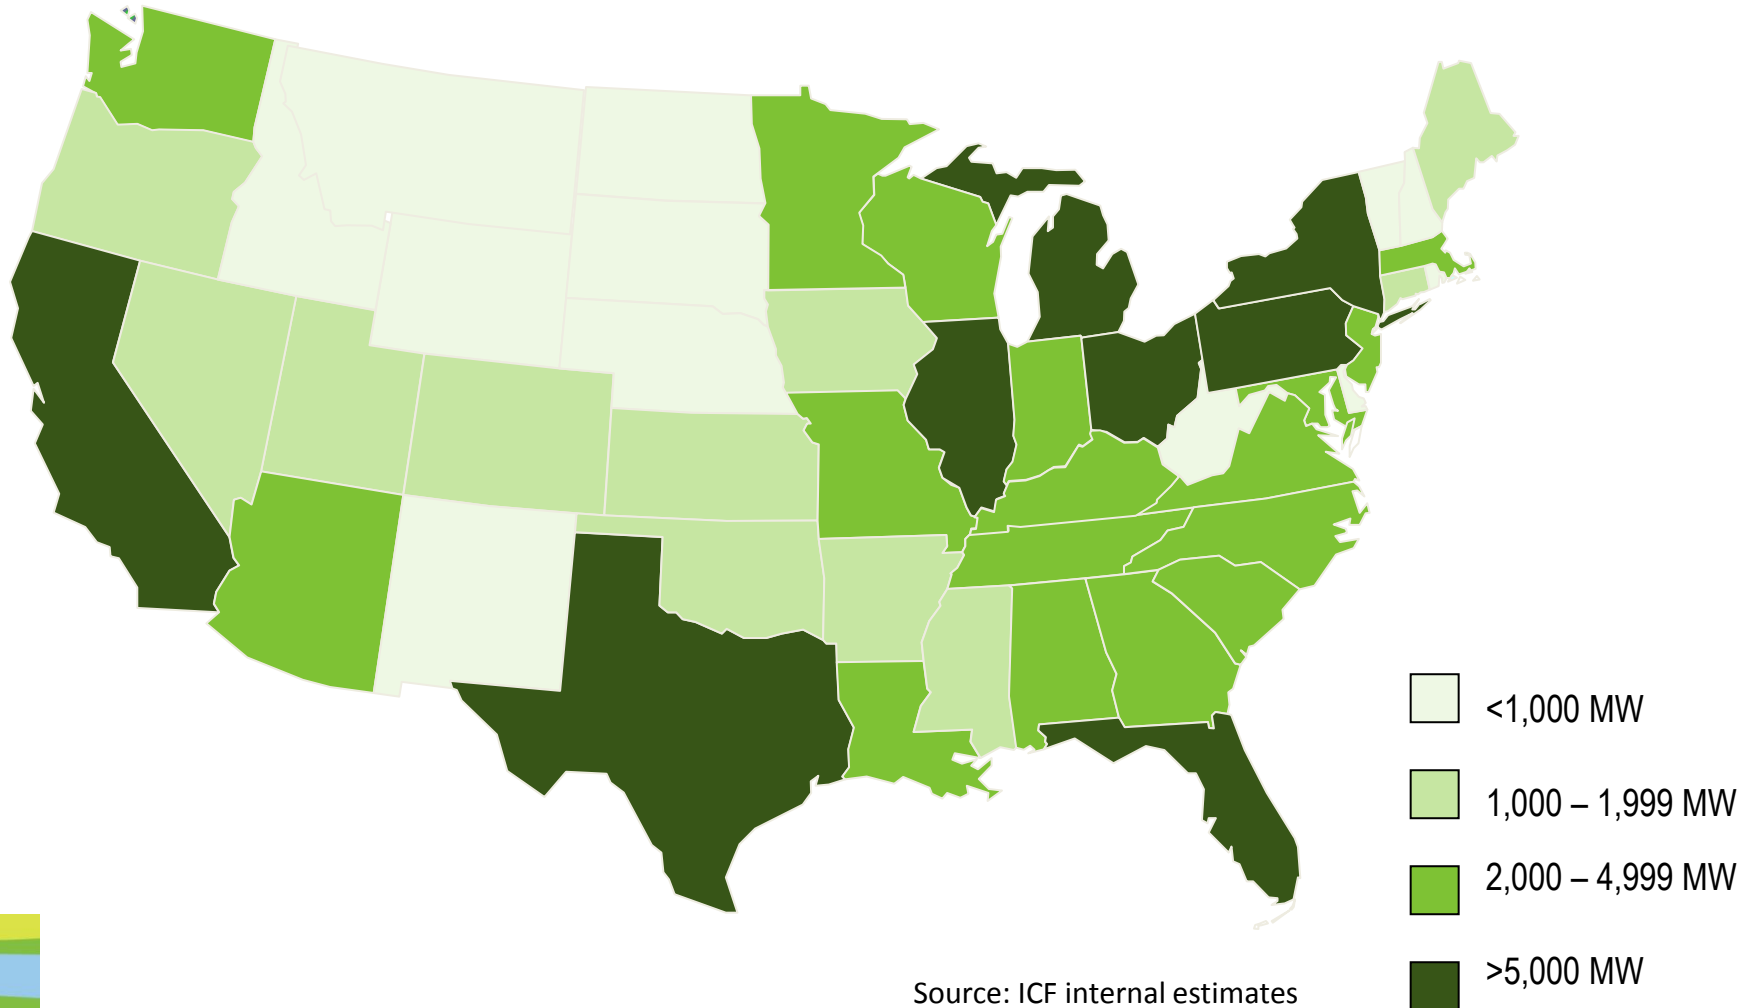 <1,000 MW
1,000 – 1,999 MW
2,000 – 4,999 MW
>5,000 MW
Source: ICF internal estimates